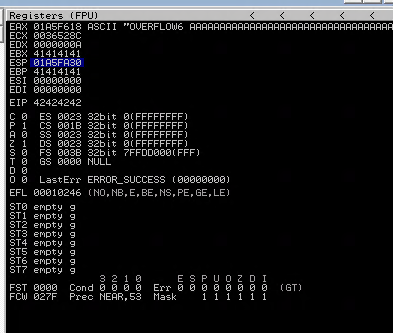 Registers (FPU) < < < <
EAX 01A5F618 ASCII "OVERFLOW6 AAAAAAAAAAAAAAAAAAAAAAAAAAAAA
ECX 0036528C
EDX 0000000A
EBX 41414141
ESP 01A5FA30
EBP 41414141
ESI 00000000
EDI 00000000
EIP 42424242
C 0 ES 0023 32bit 0(FFFFFFFF)
P 1 CS 001B 32bit 0(FFFFFFFF)
A 0 SS 0023 32bit 0(FFFFFFFF)
Z 1 DS 0023 32bit 0(FFFFFFFF)
S 0 FS 003B 32bit 7FFDD000(FFF)
T 0 GS 0000 NULL
D 0
O 0 LastErr ERROR_SUCCESS (00000000)
EFL 00010246 (NO,NB,E,BE,NS,PE,GE,LE)
ST0 empty g
ST1 empty g
ST2 empty g
ST3 empty g
ST4 empty g
ST5 empty g
ST6 empty g
ST7 empty g
3 2 1 0 E S P U O Z D I
FST 0000 Cond 0 0 0 0 Err 0 0 0 0 0 0 0 0 (GT)
FCW 027F Prec NEAR,53 Mask 1 1 1 1 1 1